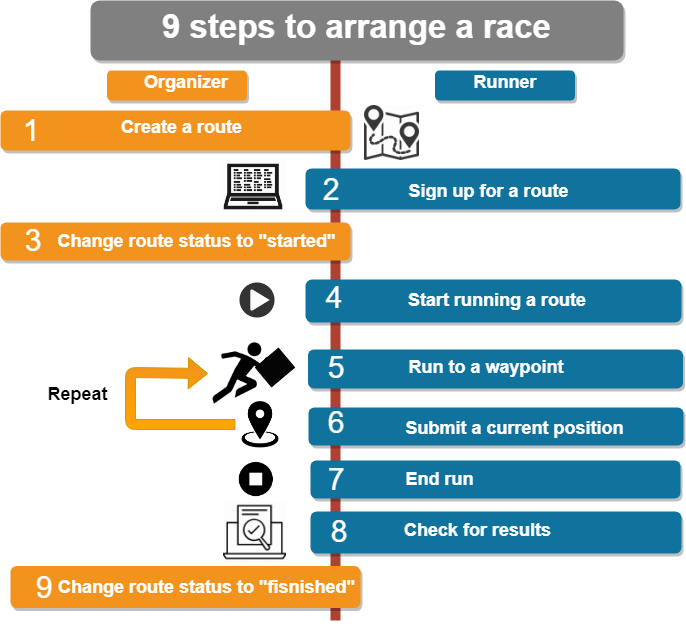 9 steps to arrange a race
Organizer
Runner
1 Create a route
2 Sign up for a route
3 Change route status to "started"
4 Start running a route
5 Run to a waypoint
Repeat
6 Submit a current position
7 End run
8 Check for results
9 Change route status to "fisnished"